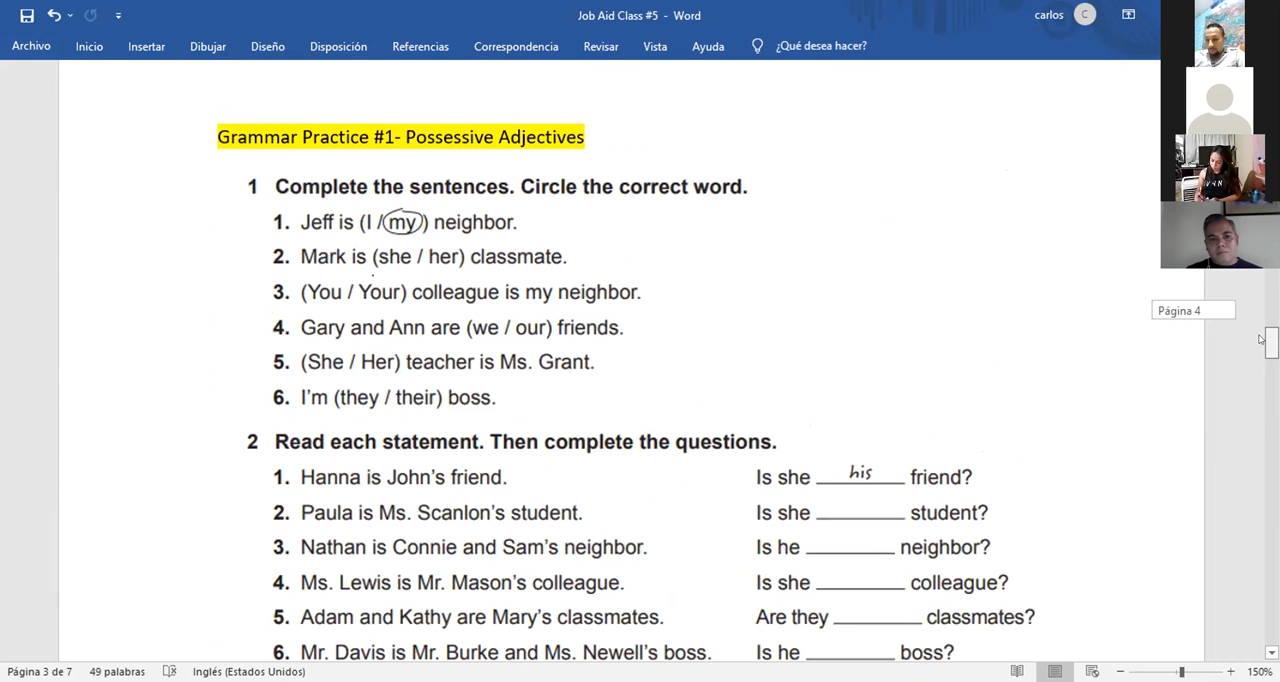 Job Aid Class #5 - Word
carlos
C
Archivo Inicio Insertar Dibujar Diseño Disposición Referencias Correspondencia Revisar Vista Ayuda ¿Qué desea hacer?
Grammar Practice #1- Possessive Adjectives
1 Complete the sentences. Circle the correct word.
1. Jeff is (I / my ) neighbor.
2. Mark is (she / her) classmate.
3. (You / Your) colleague is my neighbor.
4. Gary and Ann are (we / our) friends.
5. (She / Her) teacher is Ms. Grant.
6. I'm (they / their) boss.
Página 4
2 Read each statement. Then complete the questions.
1. Hanna is John's friend. Is she his friend?
2. Paula is Ms. Scanlon's student. Is she ________ student?
3. Nathan is Connie and Sam's neighbor. Is he ________ neighbor?
4. Ms. Lewis is Mr. Mason's colleague. Is she ________ colleague?
5. Adam and Kathy are Mary's classmates. Are they ________ classmates?
6. Mr. Davis is Mr. Burke and Ms. Newell's boss. Is he ________ boss?
Página 3 de 7 49 palabras Inglés (Estados Unidos) 150%